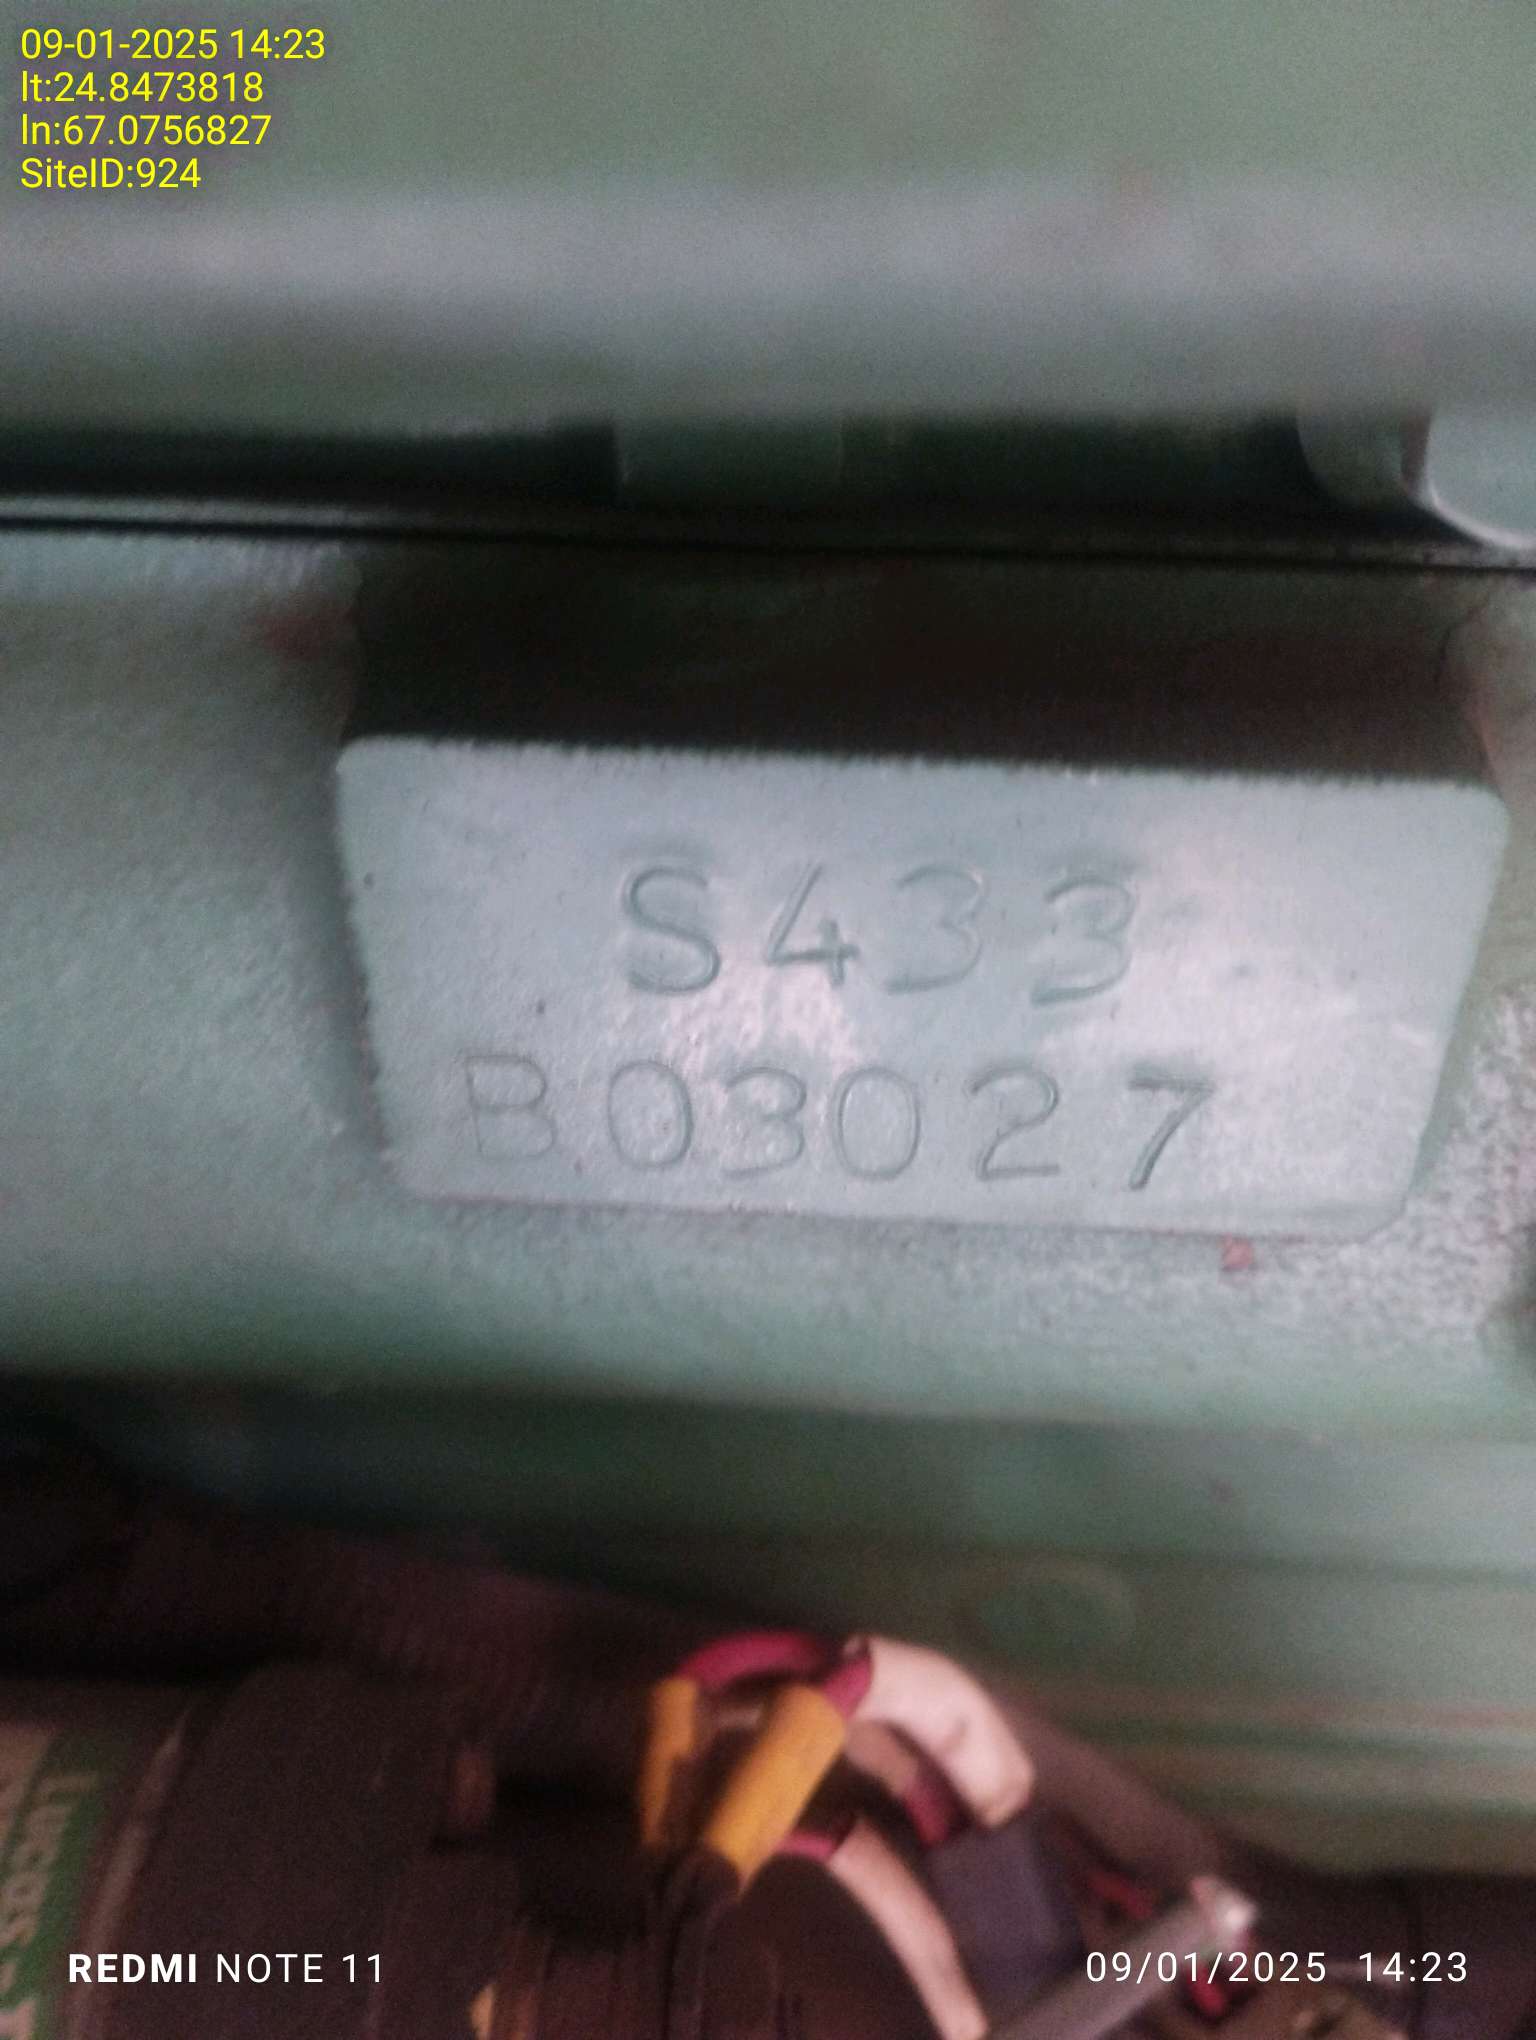 09-01-2025 14:23
lt:24.8473818
ln:67.0756827
SiteID:924
S433
B03027
REDMI NOTE 11
09/01/2025 14:23